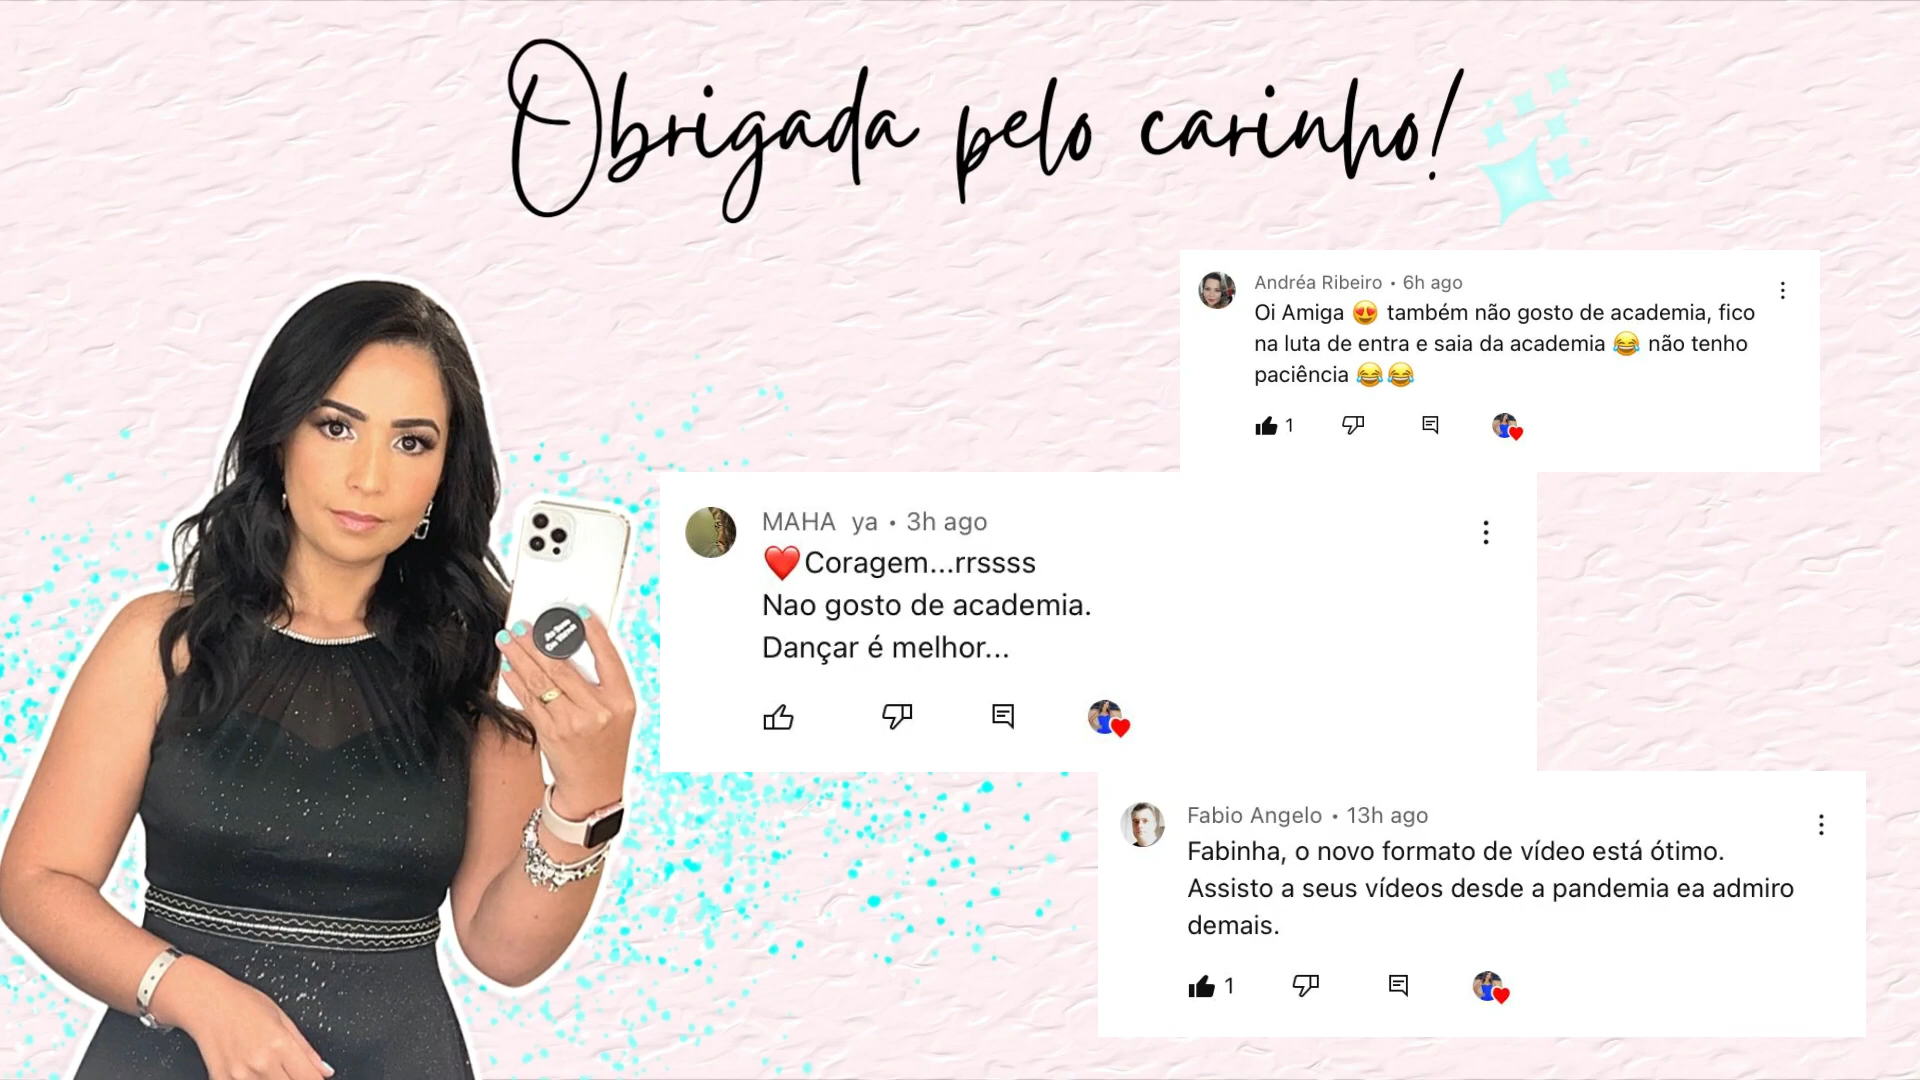 Obrigada pelo carinho!
Andréa Ribeiro • 6h ago
Oi Amiga 😍 também não gosto de academia, fico
na luta de entra e saia da academia 😂 não tenho
paciência 😂😂
1
MAHA ya • 3h ago
❤️Coragem...rrssss
Nao gosto de academia.
Dançar é melhor...
Fabio Angelo • 13h ago
Fabinha, o novo formato de vídeo está ótimo.
Assisto a seus vídeos desde a pandemia ea admiro
demais.
1